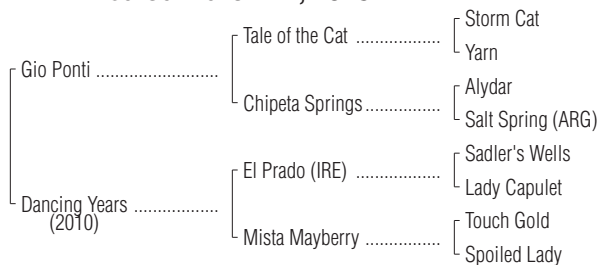 Storm Cat
Tale of the Cat ..................
Yarn
Gio Ponti ..........................
Alydar
Chipeta Springs .................
Salt Spring (ARG)
Sadler's Wells
El Prado (IRE) ..................
Lady Capulet
Dancing Years ..................
(2010)
Touch Gold
Mista Mayberry ................
Spoiled Lady